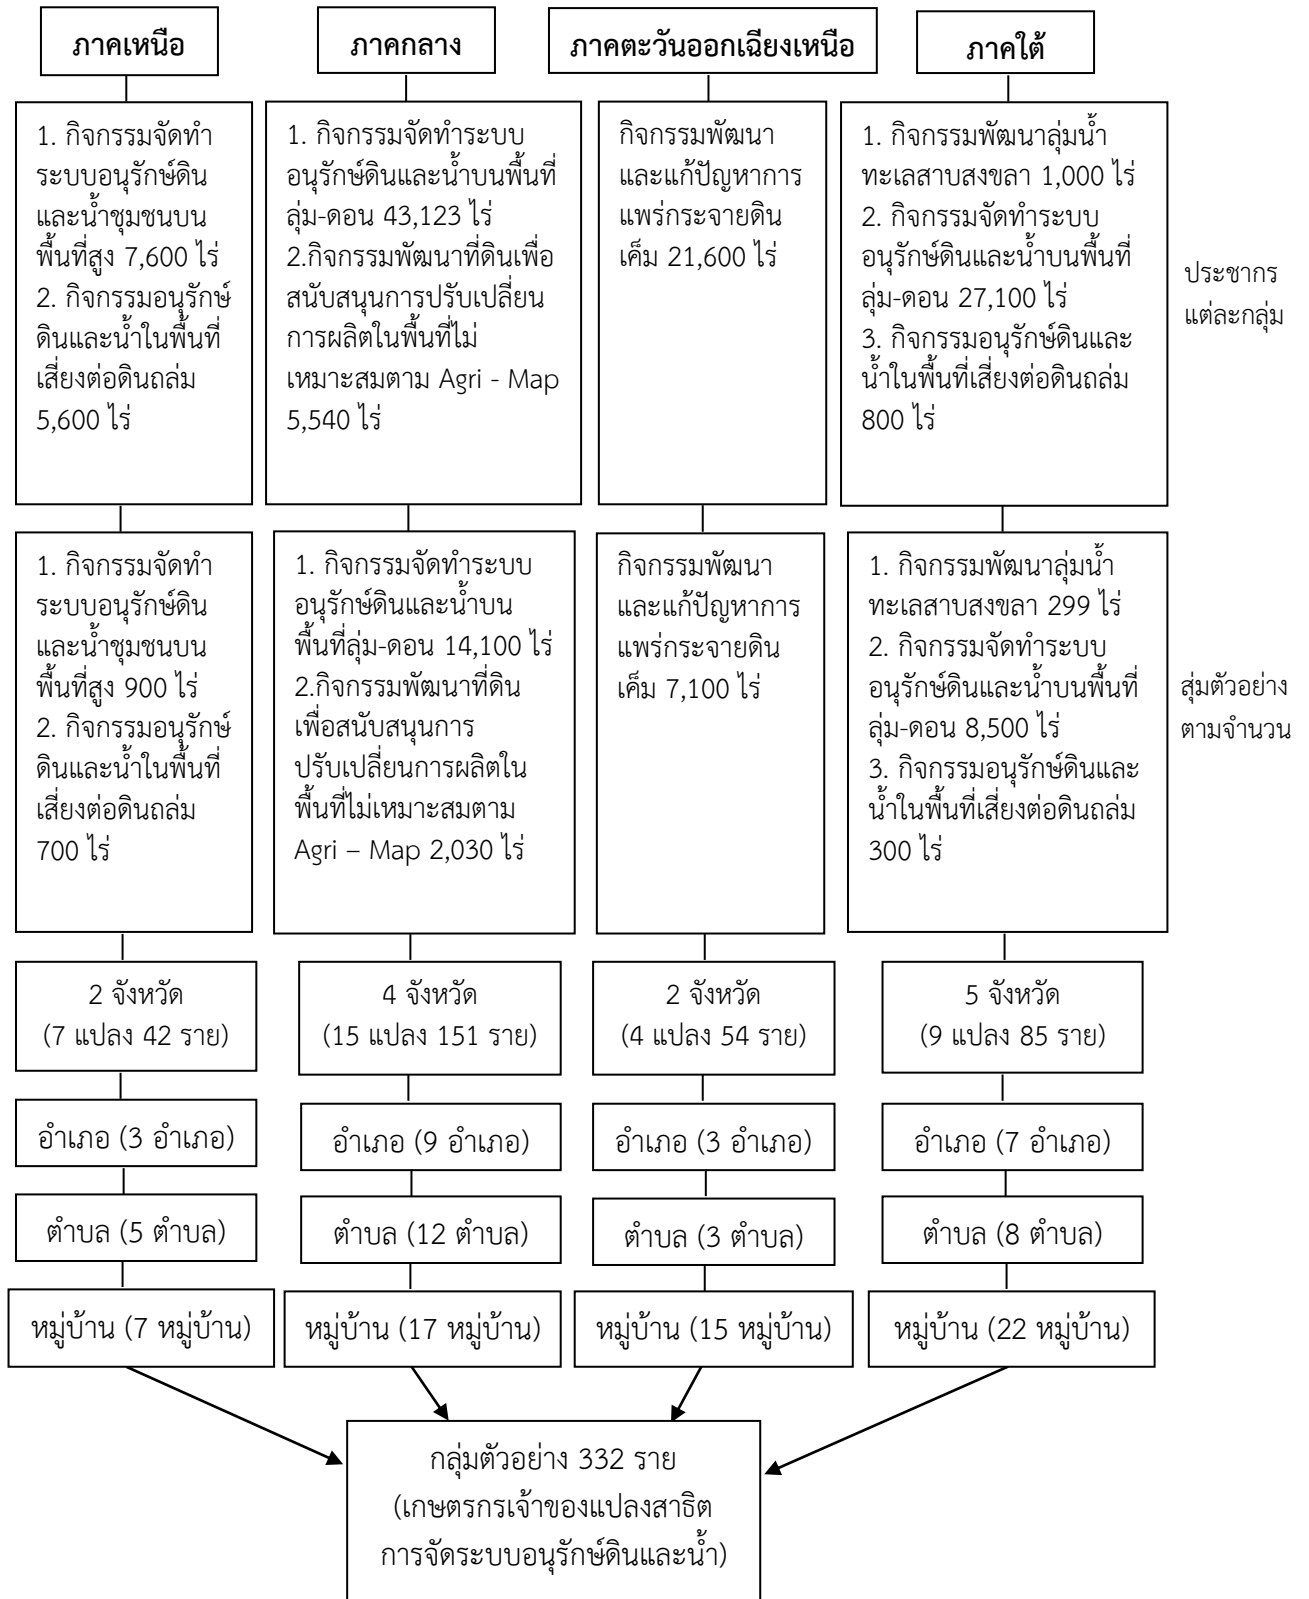 ภาคเหนือ
ภาคกลาง
ภาคตะวันออกเฉียงเหนือ
ภาคใต้
1. กิจกรรมจัดทำ
ระบบอนุรักษ์ดิน
และน้ำชุมชนบน
พื้นที่สูง 7,600 ไร่
2. กิจกรรมอนุรักษ์
ดินและน้ำในพื้นที่
เสี่ยงต่อดินถล่ม
5,600 ไร่
1. กิจกรรมจัดทำระบบ
อนุรักษ์ดินและน้ำบนพื้นที่
ลุ่ม-ดอน 43,123 ไร่
2.กิจกรรมพัฒนาที่ดินเพื่อ
สนับสนุนการปรับเปลี่ยน
การผลิตในพื้นที่ไม่
เหมาะสมตาม Agri - Map
5,540 ไร่
กิจกรรมพัฒนา
และแก้ปัญหาการ
แพร่กระจายดิน
เค็ม 21,600 ไร่
1. กิจกรรมพัฒนาลุ่มน้ำ
ทะเลสาบสงขลา 1,000 ไร่
2. กิจกรรมจัดทำระบบ
อนุรักษ์ดินและน้ำบนพื้นที่
ลุ่ม-ดอน 27,100 ไร่
3. กิจกรรมอนุรักษ์ดินและ
น้ำในพื้นที่เสี่ยงต่อดินถล่ม
800 ไร่
ประชากร
แต่ละกลุ่ม
1. กิจกรรมจัดทำ
ระบบอนุรักษ์ดิน
และน้ำชุมชนบน
พื้นที่สูง 900 ไร่
2. กิจกรรมอนุรักษ์
ดินและน้ำในพื้นที่
เสี่ยงต่อดินถล่ม
700 ไร่
1. กิจกรรมจัดทำระบบ
อนุรักษ์ดินและน้ำบน
พื้นที่ลุ่ม-ดอน 14,100 ไร่
2.กิจกรรมพัฒนาที่ดิน
เพื่อสนับสนุนการ
ปรับเปลี่ยนการผลิตใน
พื้นที่ไม่เหมาะสมตาม
Agri – Map 2,030 ไร่
กิจกรรมพัฒนา
และแก้ปัญหาการ
แพร่กระจายดิน
เค็ม 7,100 ไร่
1. กิจกรรมพัฒนาลุ่มน้ำ
ทะเลสาบสงขลา 299 ไร่
2. กิจกรรมจัดทำระบบ
อนุรักษ์ดินและน้ำบนพื้นที่
ลุ่ม-ดอน 8,500 ไร่
3. กิจกรรมอนุรักษ์ดินและ
น้ำในพื้นที่เสี่ยงต่อดินถล่ม
300 ไร่
สุ่มตัวอย่าง
ตามจำนวน
2 จังหวัด
(7 แปลง 42 ราย)
4 จังหวัด
(15 แปลง 151 ราย)
2 จังหวัด
(4 แปลง 54 ราย)
5 จังหวัด
(9 แปลง 85 ราย)
อำเภอ (3 อำเภอ)
อำเภอ (9 อำเภอ)
อำเภอ (3 อำเภอ)
อำเภอ (7 อำเภอ)
ตำบล (5 ตำบล)
ตำบล (12 ตำบล)
ตำบล (3 ตำบล)
ตำบล (8 ตำบล)
หมู่บ้าน (7 หมู่บ้าน)
หมู่บ้าน (17 หมู่บ้าน)
หมู่บ้าน (15 หมู่บ้าน)
หมู่บ้าน (22 หมู่บ้าน)
กลุ่มตัวอย่าง 332 ราย
(เกษตรกรเจ้าของแปลงสาธิต
การจัดระบบอนุรักษ์ดินและน้ำ)